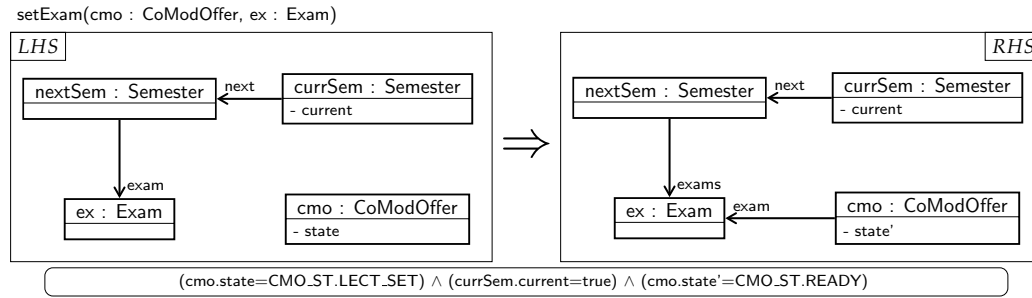 setExam(cmo : CoModOffer, ex : Exam)
LHS
nextSem : Semester
next
currSem : Semester
- current
exam
ex : Exam
cmo : CoModOffer
- state
⇒
RHS
nextSem : Semester
next
currSem : Semester
- current
exams
ex : Exam
exam
cmo : CoModOffer
- state'
(cmo.state=CMO_ST.LECT_SET) ∧ (currSem.current=true) ∧ (cmo.state'=CMO_ST.READY)